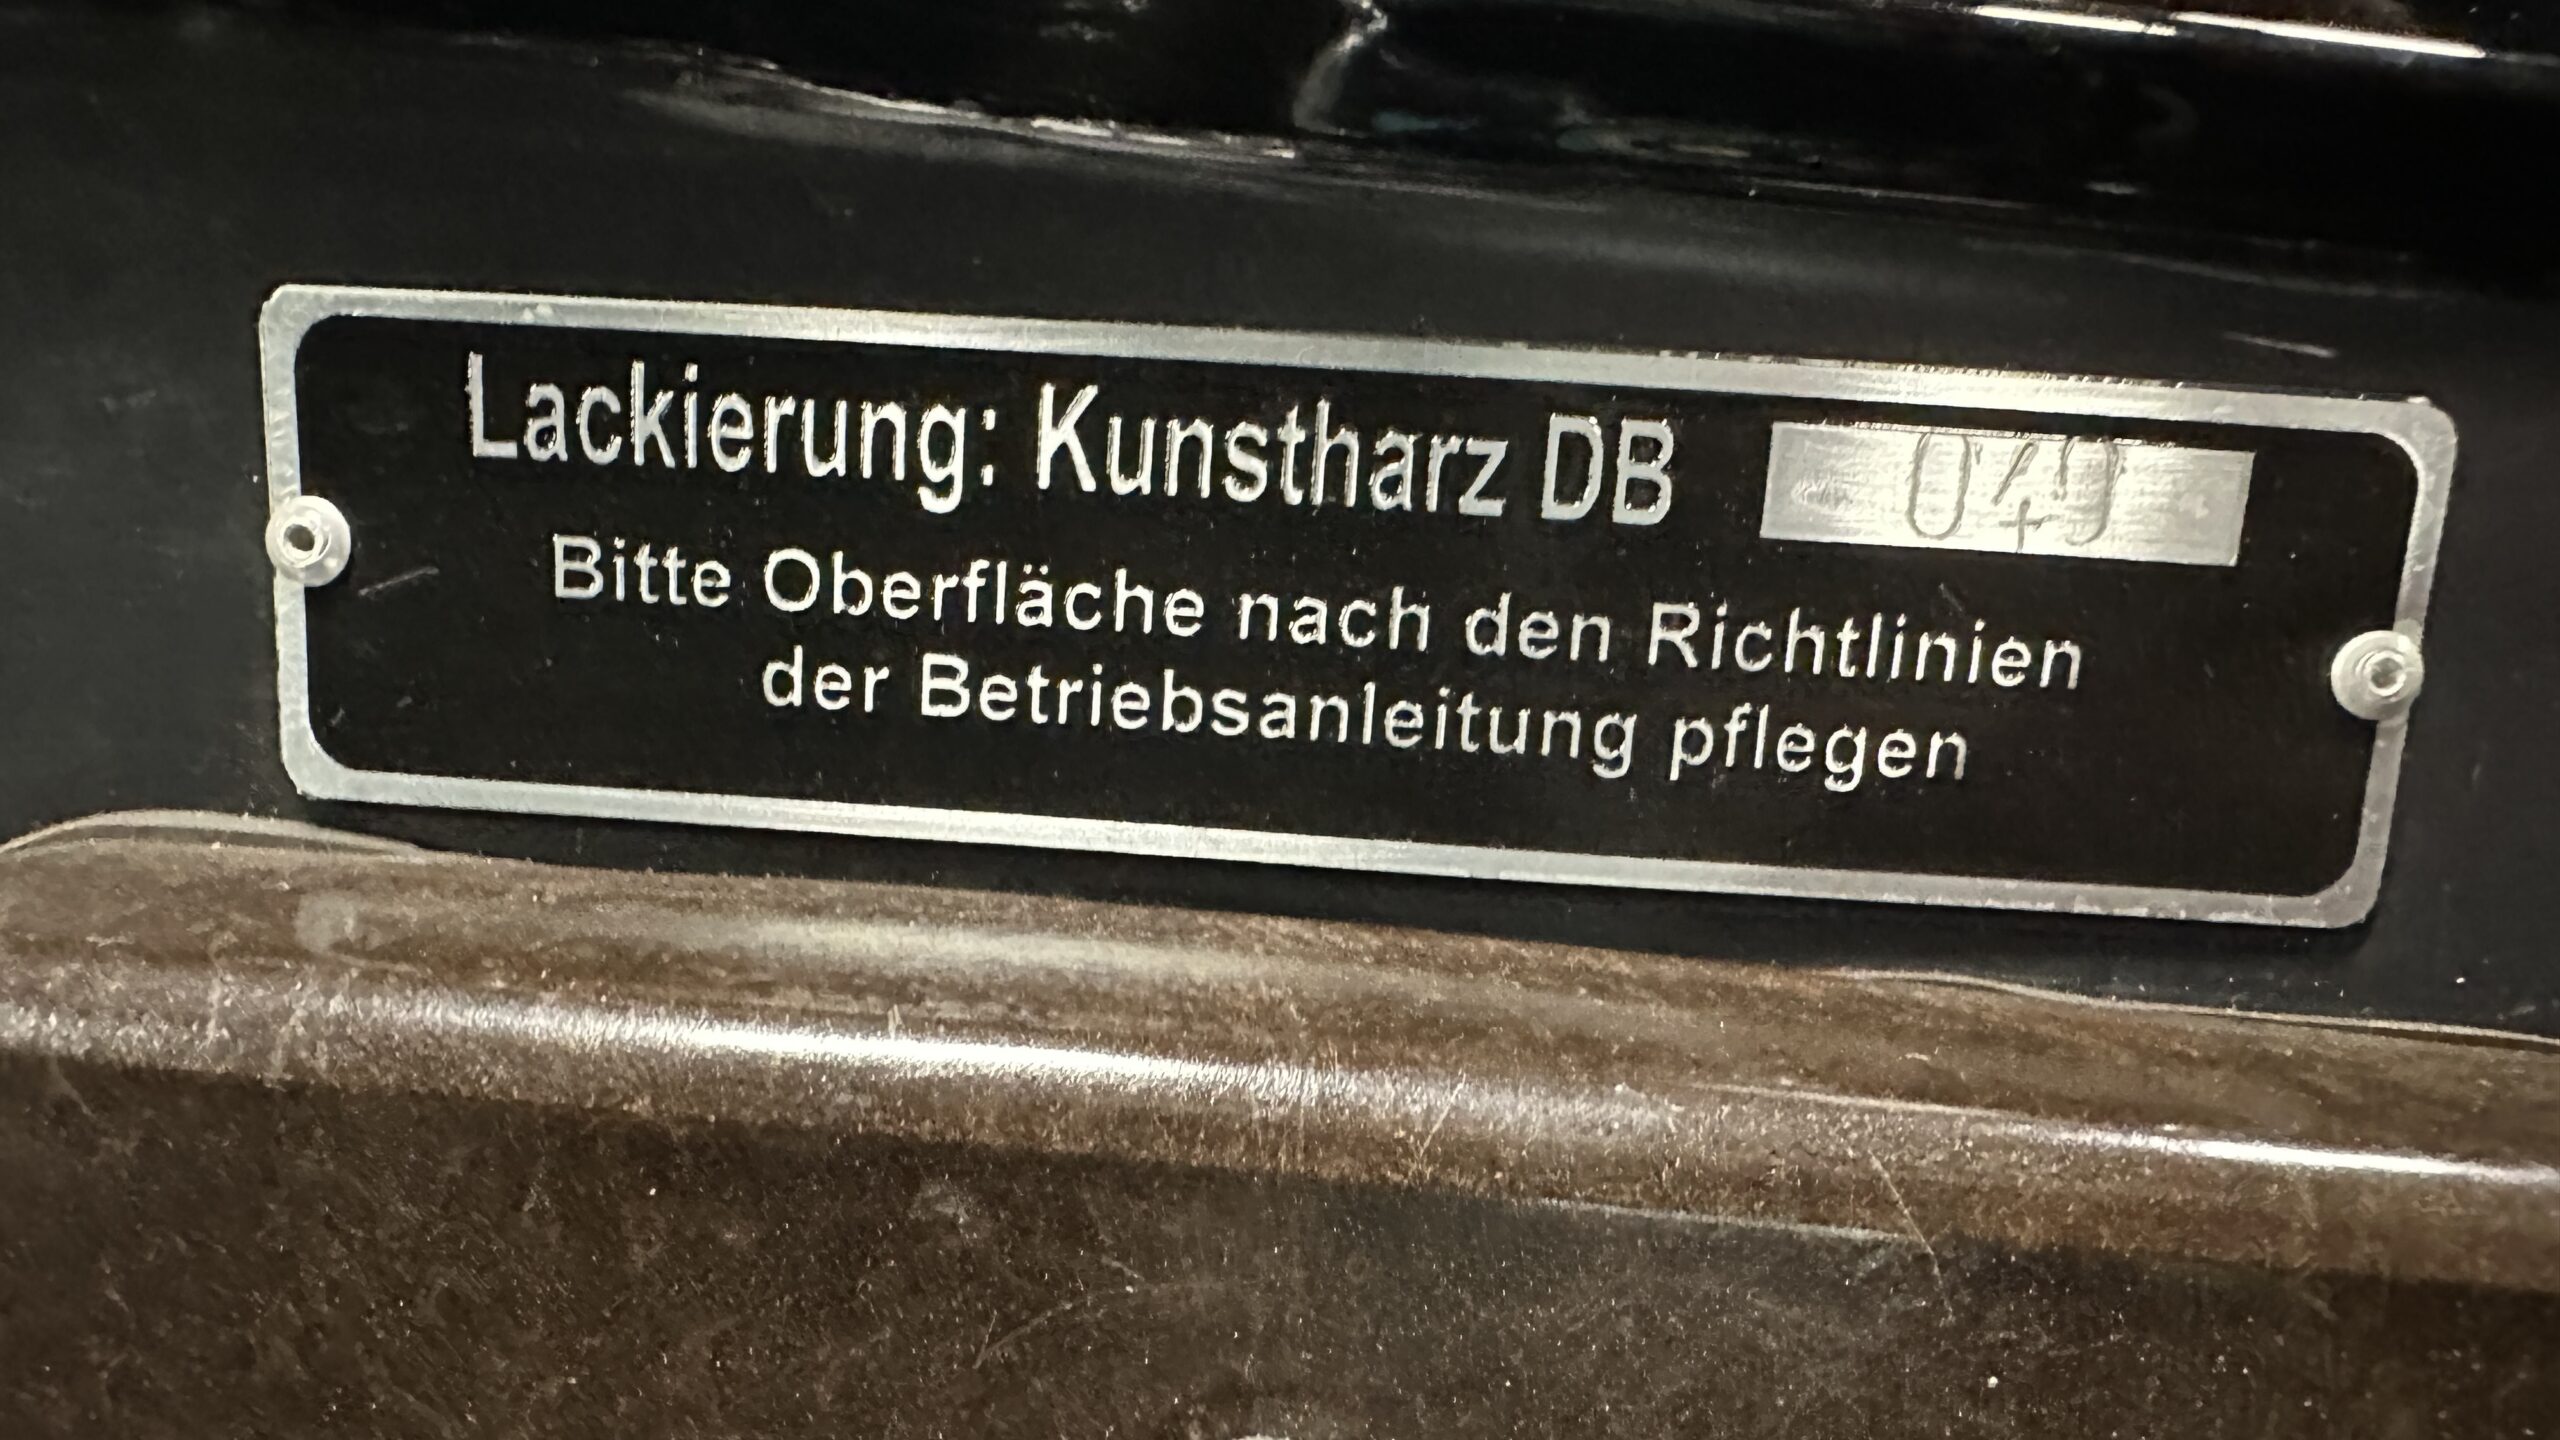 Lackierung: Kunstharz DB 040
Bitte Oberfläche nach den Richtlinien
der Betriebsanleitung pflegen